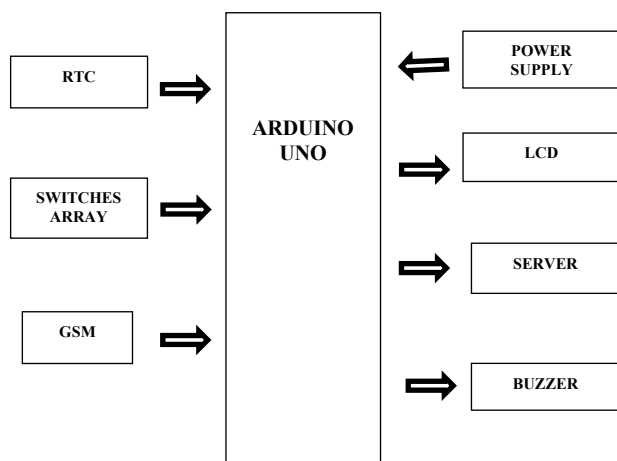 RTC
SWITCHES
ARRAY
GSM
ARDUINO
UNO
POWER
SUPPLY
LCD
SERVER
BUZZER